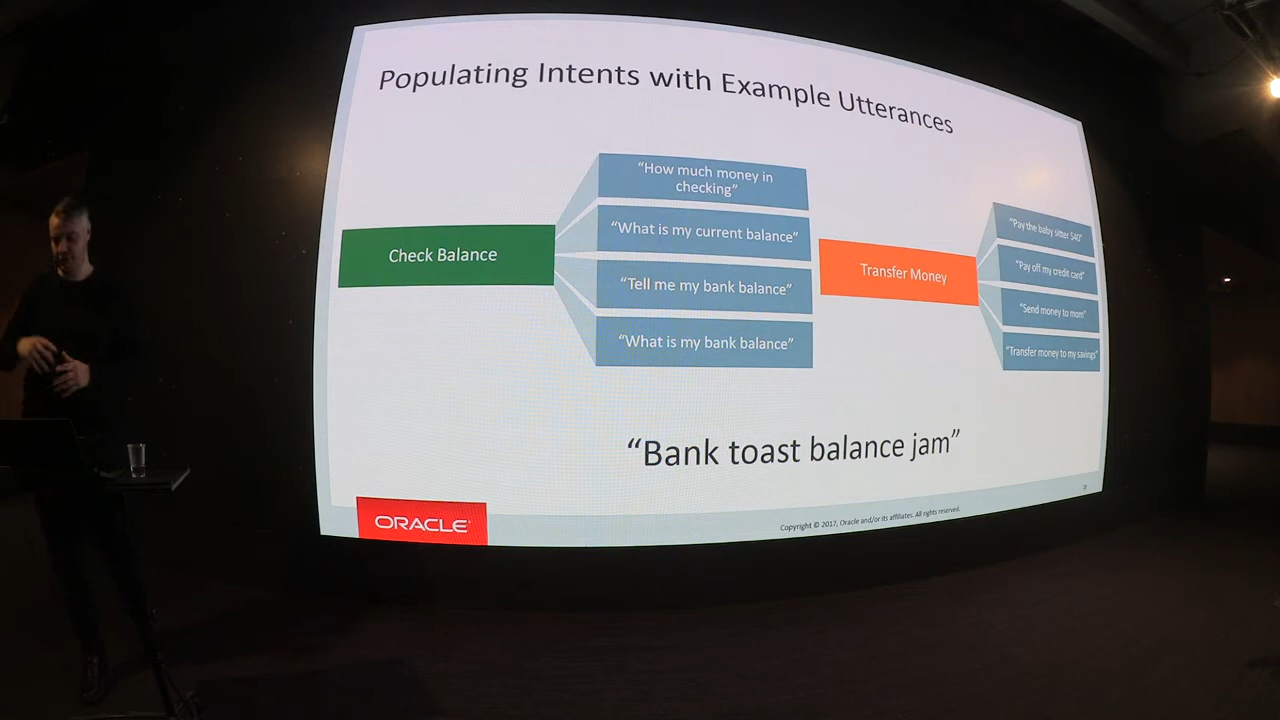 Populating Intents with Example Utterances
Check Balance
“How much money in
checking”
“What is my current balance”
“Tell me my bank balance”
“What is my bank balance”
Transfer Money
“Pay the baby sitter $40”
“Pay off my credit card”
“Send money to mom”
“Transfer money to my savings”
“Bank toast balance jam”
ORACLE
Copyright © 2017, Oracle and/or its affiliates. All rights reserved.